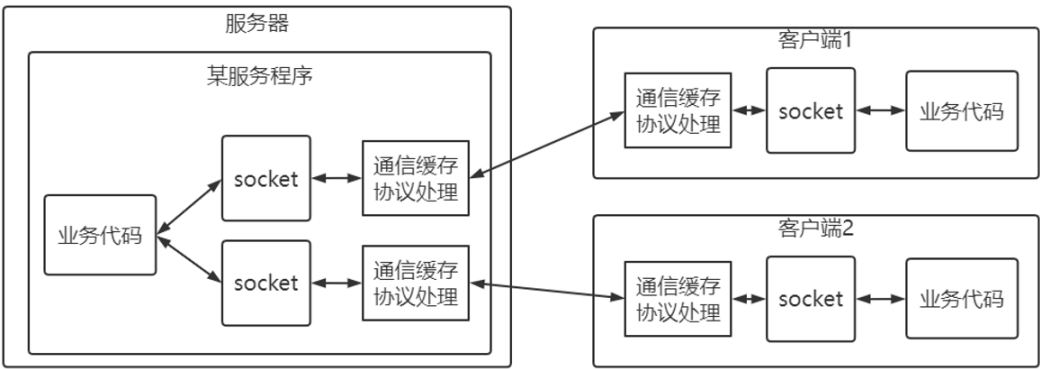 服务器
某服务程序
业务代码
socket
通信缓存
协议处理
socket
通信缓存
协议处理
客户端1
通信缓存
协议处理
socket
业务代码
客户端2
通信缓存
协议处理
socket
业务代码